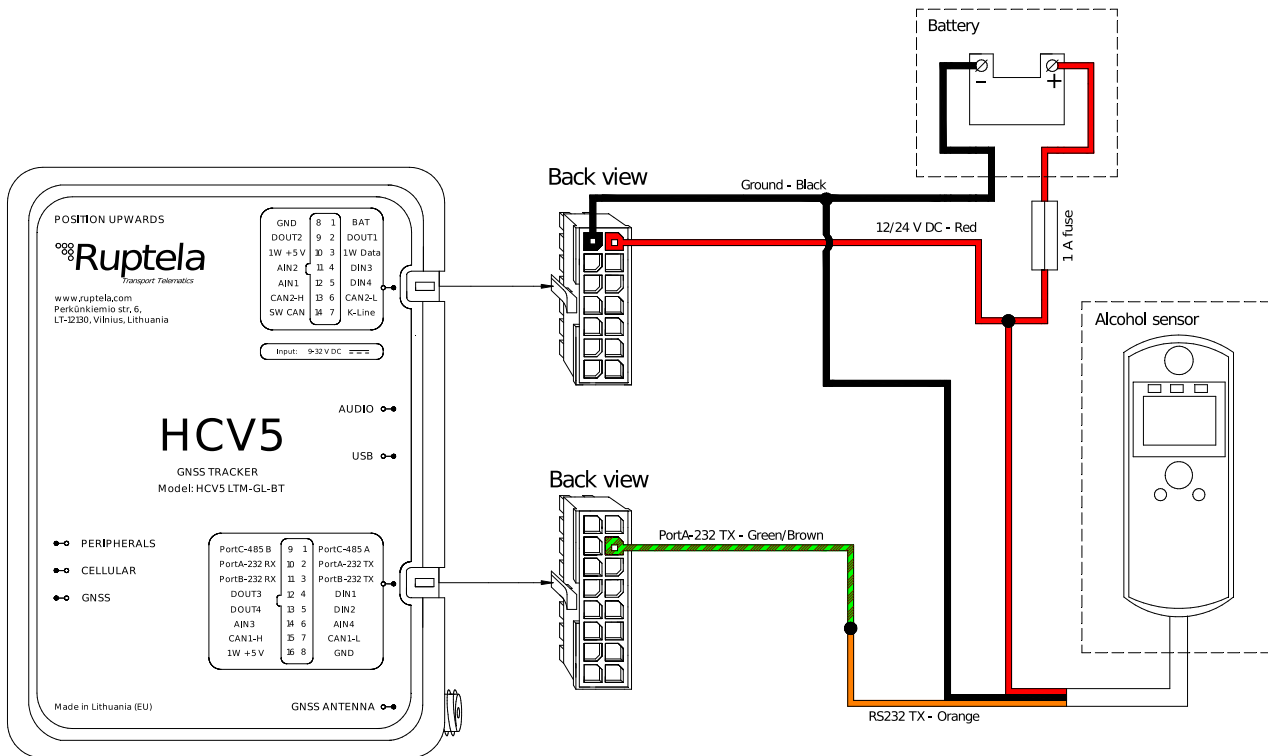 Battery
-
+
Back view
Ground - Black
12/24 V DC - Red
1 A fuse
Alcohol sensor
POSITION UPWARDS
Ruptela
Transport Telematics
www.ruptela.com
Perkūnkiemio str, 6,
LT-12130, Vilnius, Lithuania
GND 8 1 BAT
DOUT2 9 2 DOUT1
1W +5 V 10 3 1W Data
AIN2 11 4 DIN3
AIN1 12 5 DIN4
CAN2-H 13 6 CAN2-L
SW CAN 14 7 K-Line
Input: 9-32 V DC
AUDIO
HCV5
USB
GNSS TRACKER
Model: HCV5 LTM-GL-BT
Back view
PortA-232 TX - Green/Brown
PERIPHERALS
CELLULAR
GNSS
PortC-485 B 9 1 PortC-485 A
PortA-232 RX 10 2 PortA-232 TX
PortB-232 RX 11 3 PortB-232 TX
DOUT3 12 4 DIN1
DOUT4 13 5 DIN2
AIN3 14 6 AIN4
CAN1-H 15 7 CAN1-L
1W +5 V 16 8 GND
Made in Lithuania (EU)
GNSS ANTENNA
RS232 TX - Orange